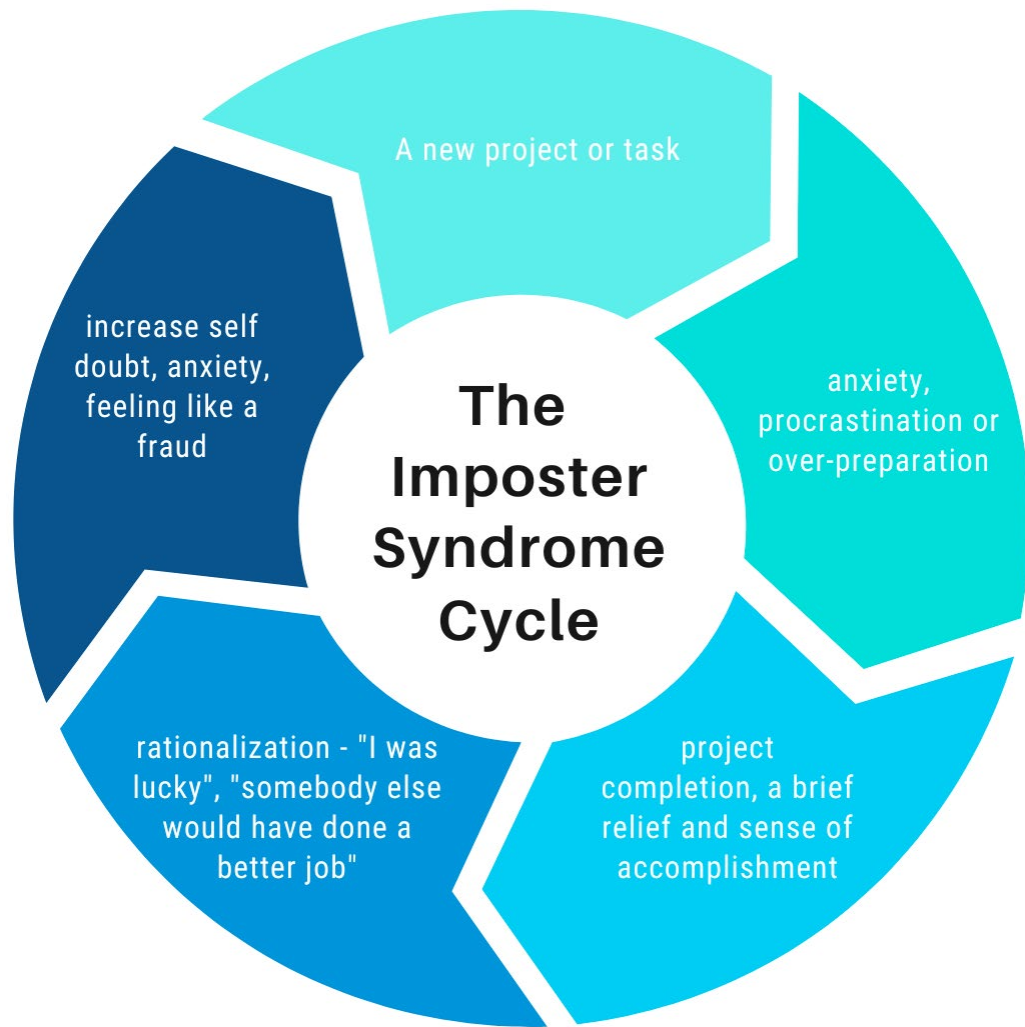 The
Imposter
Syndrome
Cycle
A new project or task
anxiety,
procrastination or
over-preparation
project
completion, a brief
relief and sense of
accomplishment
rationalization - "I was
lucky", "somebody else
would have done a
better job"
increase self
doubt, anxiety,
feeling like a
fraud